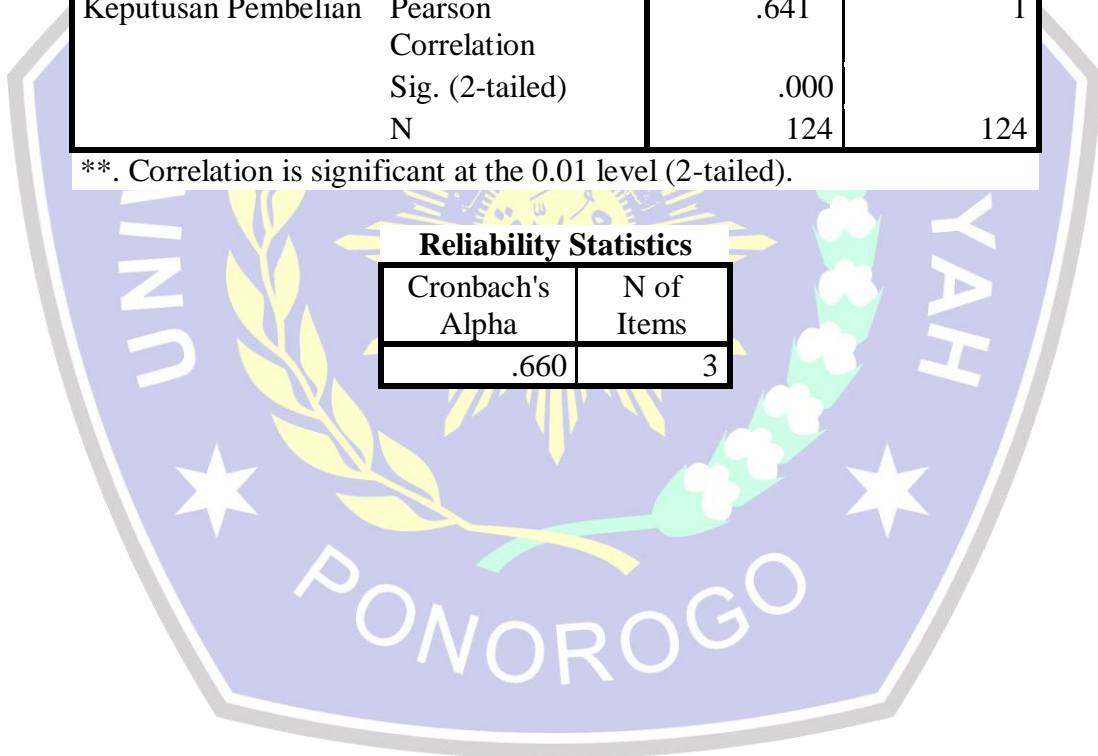 Keputusan Pembelian Pearson .641 1
Correlation
Sig. (2-tailed) .000
N 124 124
**. Correlation is significant at the 0.01 level (2-tailed).
Reliability Statistics
Cronbach's N of
Alpha Items
.660 3
YAH
PONOROGO